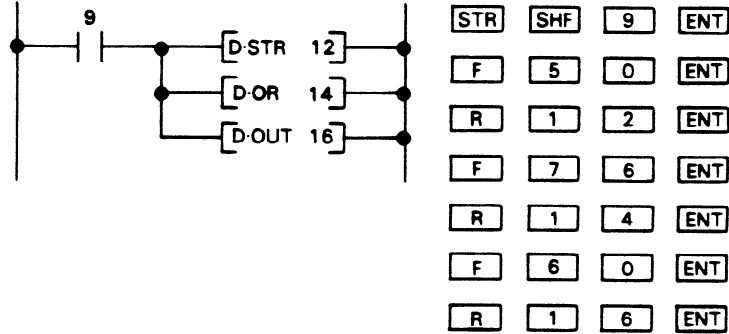 9
D·STR 12
D·OR 14
D·OUT 16
STR SHF 9 ENT
F 5 0 ENT
R 1 2 ENT
F 7 6 ENT
R 1 4 ENT
F 6 0 ENT
R 1 6 ENT